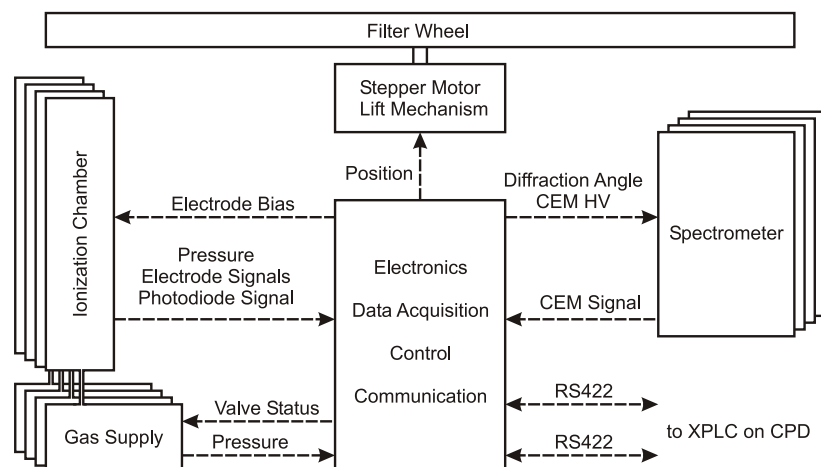 Filter Wheel
Stepper Motor
Lift Mechanism
Position
Ionization Chamber
Electrode Bias
Pressure
Electrode Signals
Photodiode Signal
Electronics
Data Acquisition
Control
Communication
Diffraction Angle
CEM HV
Spectrometer
CEM Signal
Gas Supply
Valve Status
Pressure
RS422
RS422
to XPLC on CPD